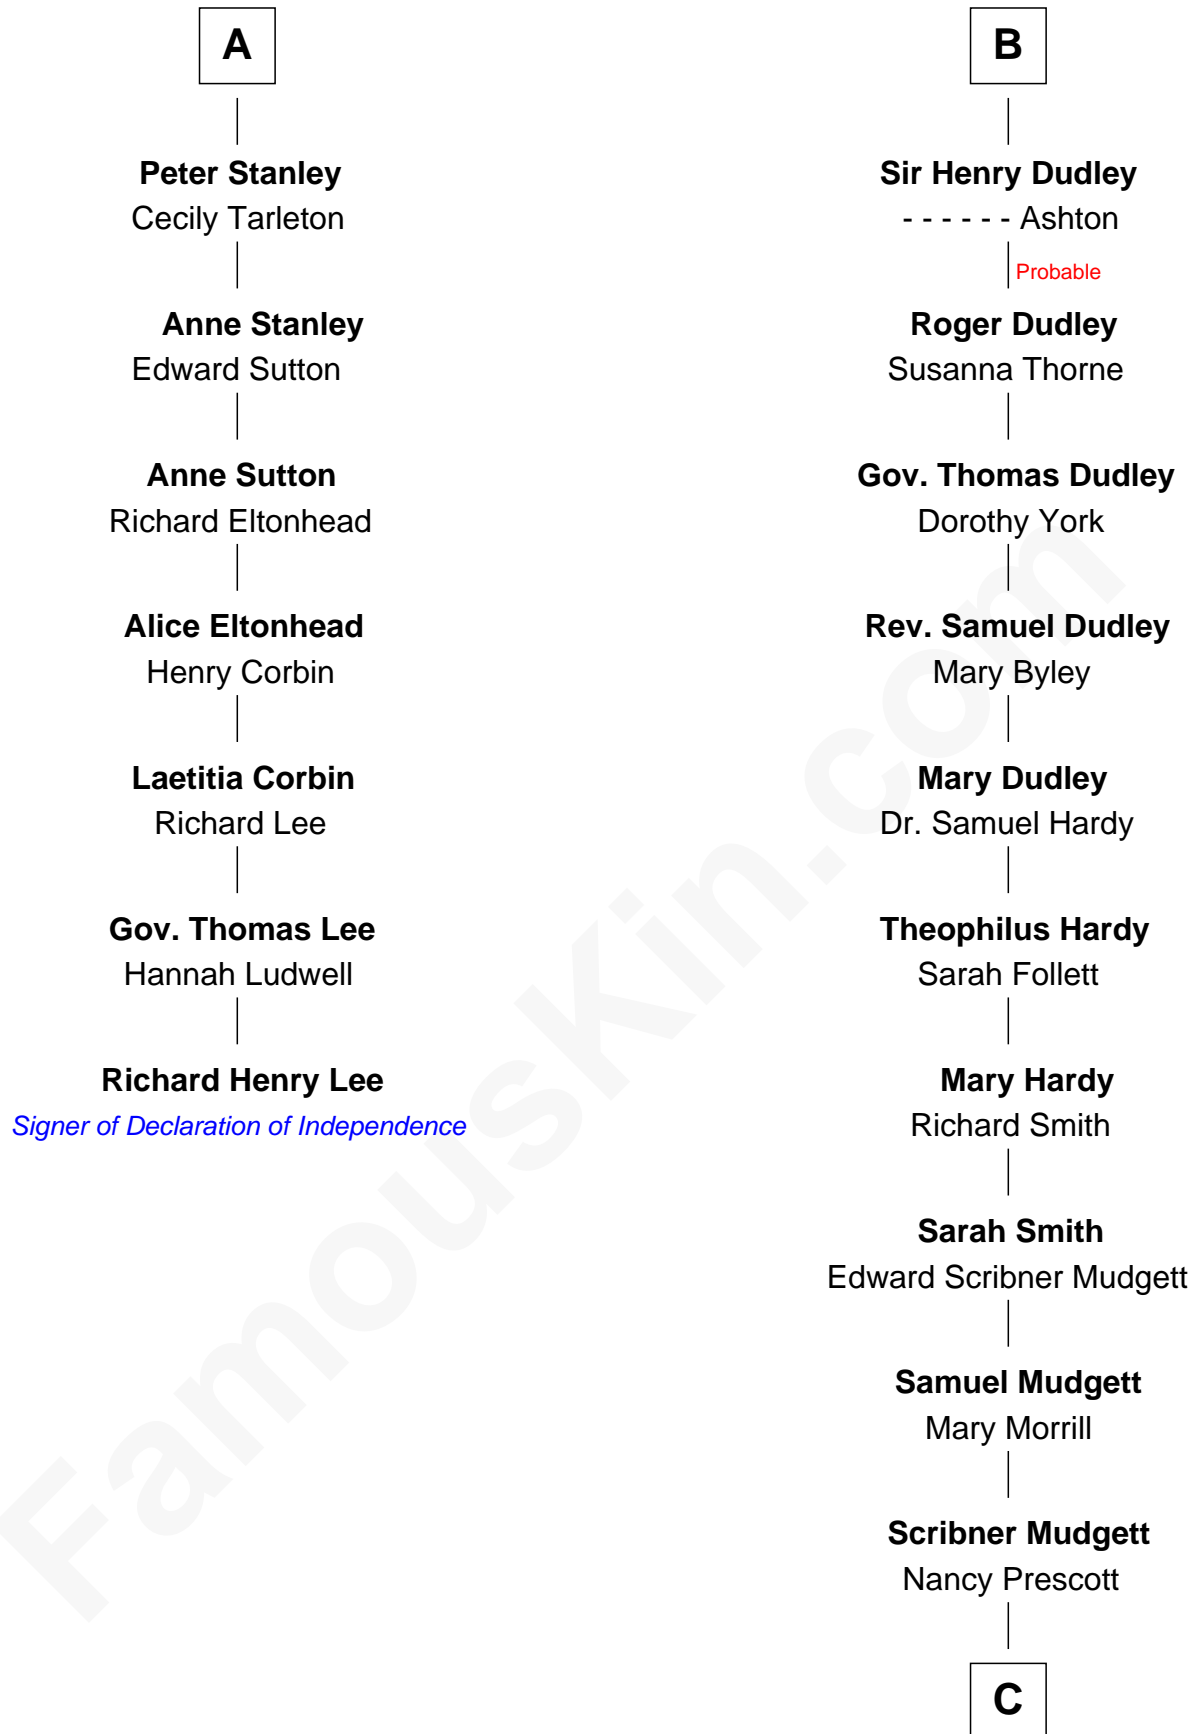 A
Peter Stanley
Cecily Tarleton
Anne Stanley
Edward Sutton
Anne Sutton
Richard Eltonhead
Alice Eltonhead
Henry Corbin
Laetitia Corbin
Richard Lee
Gov. Thomas Lee
Hannah Ludwell
Richard Henry Lee
Signer of Declaration of Independence
B
Sir Henry Dudley
- - - - - - Ashton
Probable
Roger Dudley
Susanna Thorne
Gov. Thomas Dudley
Dorothy York
Rev. Samuel Dudley
Mary Byley
Mary Dudley
Dr. Samuel Hardy
Theophilus Hardy
Sarah Follett
Mary Hardy
Richard Smith
Sarah Smith
Edward Scribner Mudgett
Samuel Mudgett
Mary Morrill
Scribner Mudgett
Nancy Prescott
C
FamousKin.com